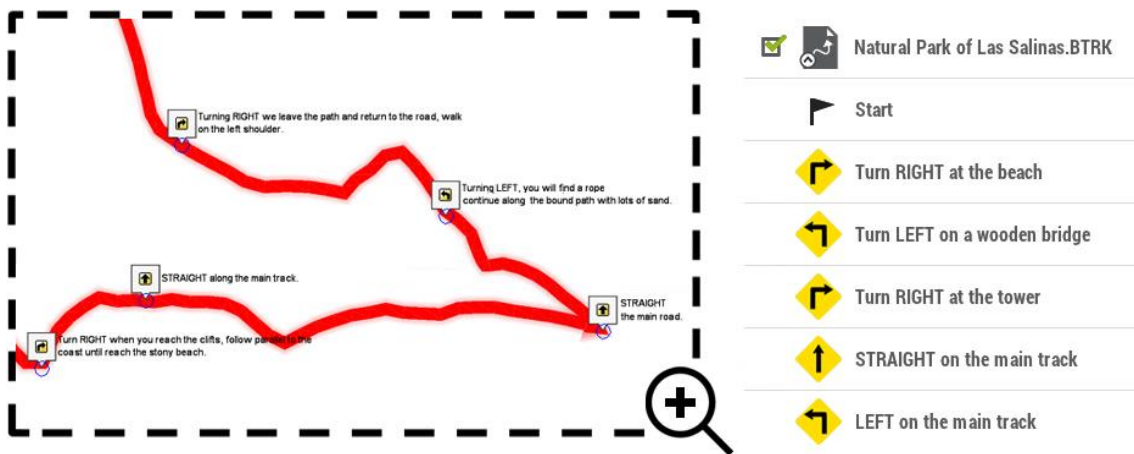 Turning RIGHT we leave the path and return to the road, walk
on the left shoulder.
Turning LEFT, you will find a rope
continue along the bound path with lots of sand.
STRAIGHT along the main track.
STRAIGHT
the main road.
Turn RIGHT when you reach the clifts, follow parallel to the
coast until reach the stony beach.
Natural Park of Las Salinas.BTRK
Start
Turn RIGHT at the beach
Turn LEFT on a wooden bridge
Turn RIGHT at the tower
STRAIGHT on the main track
LEFT on the main track